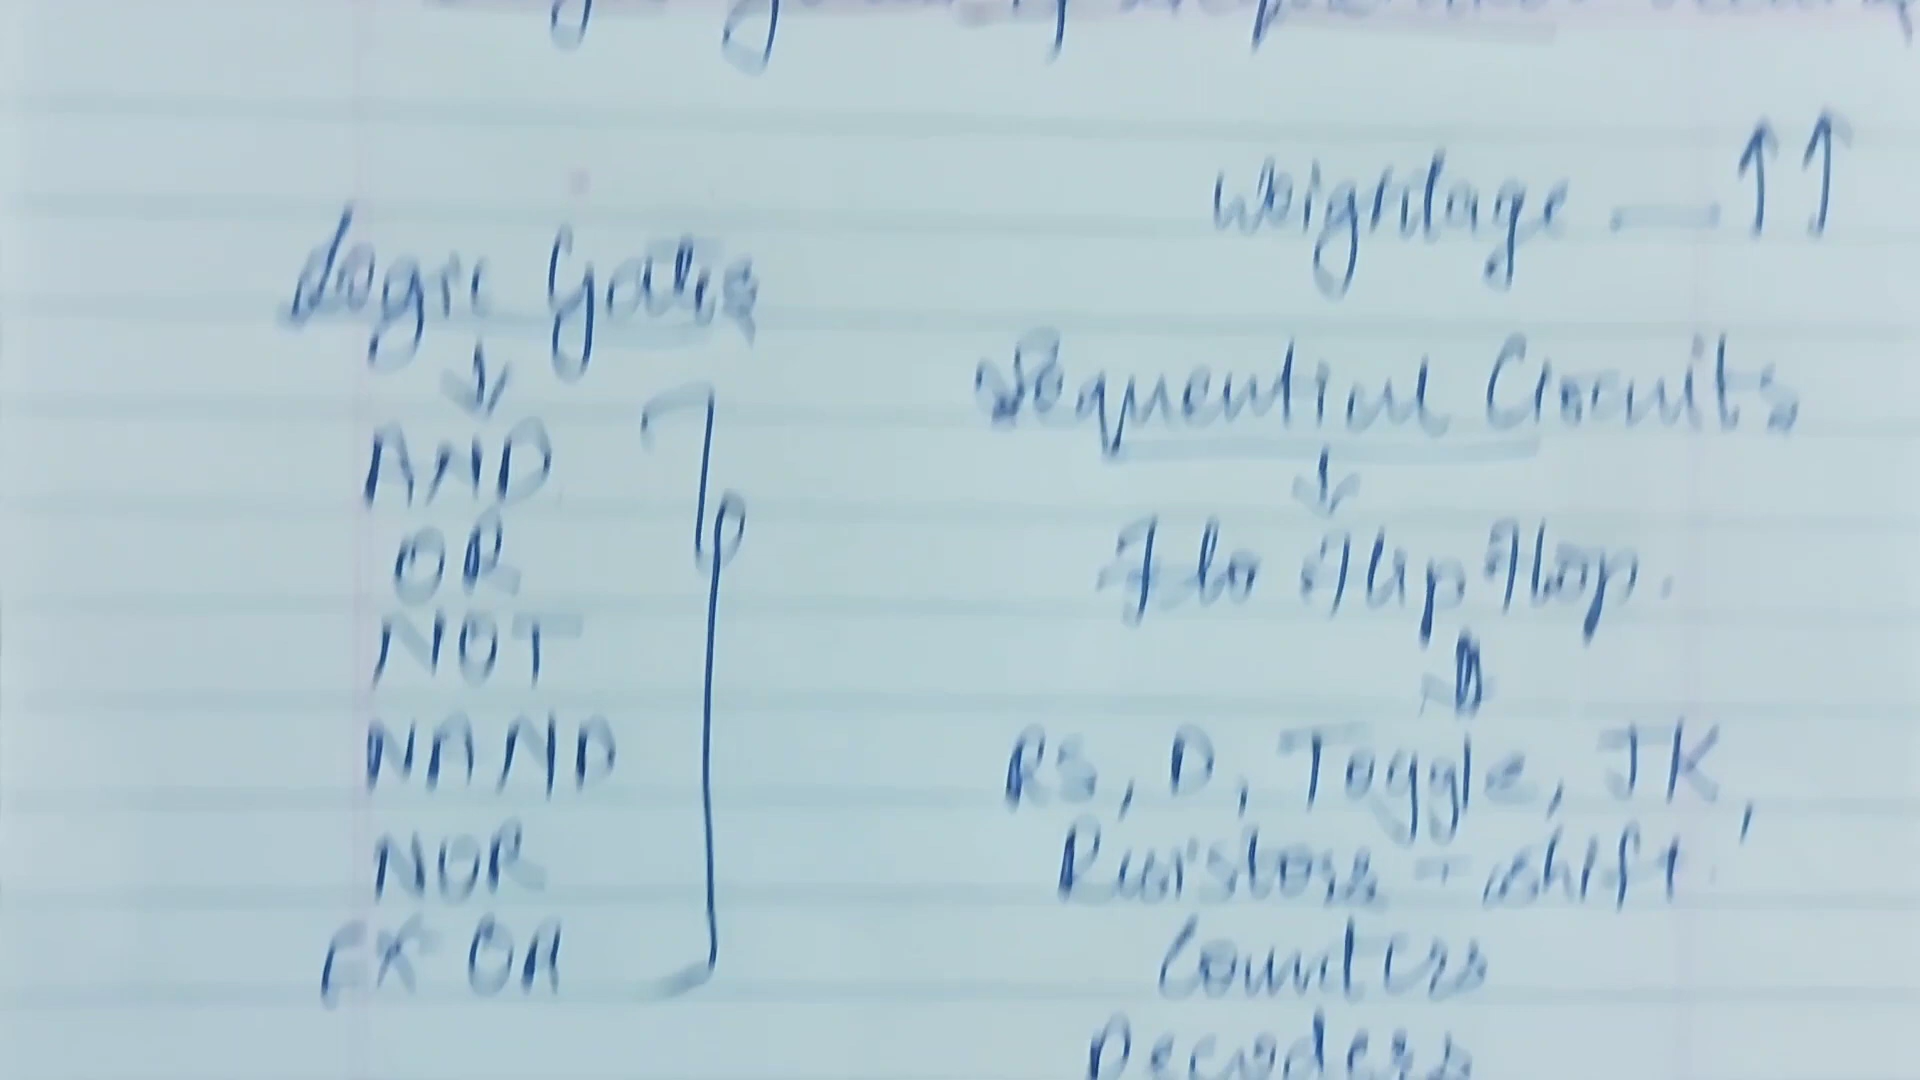 Weightage — ↑↑
Logic Gates
↓
AND
OR
NOT
NAND
NOR
EX OR
Sequential Circuits
↓
Flip Flop.
↓
RS, D, Toggle, JK,
- shift
Counters
Decoders